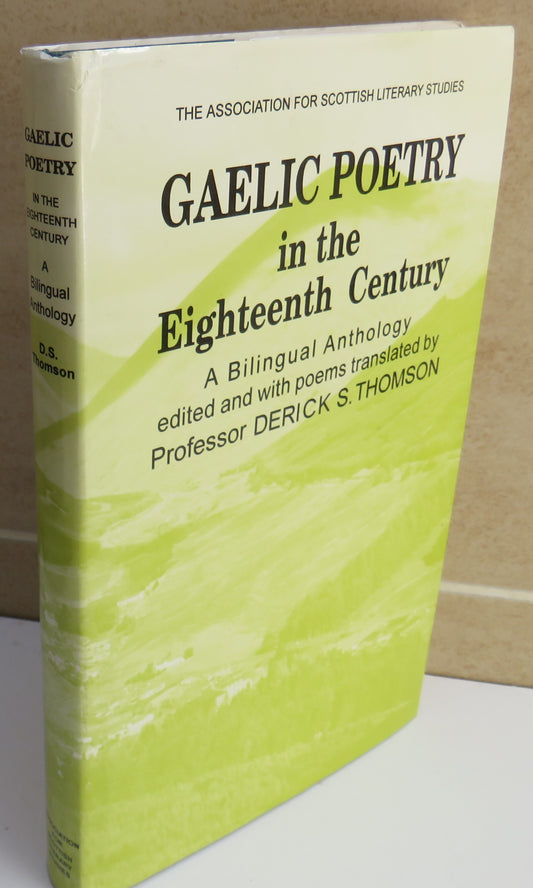 THE ASSOCIATION FOR SCOTTISH LITERARY STUDIES
GAELIC POETRY
in the
Eighteenth Century
A Bilingual Anthology
edited and with poems translated by
Professor DERICK S. THOMSON
GAELIC
POETRY
IN THE
EIGHTEENTH
CENTURY
A
Bilingual
Anthology
D.S.
Thomson